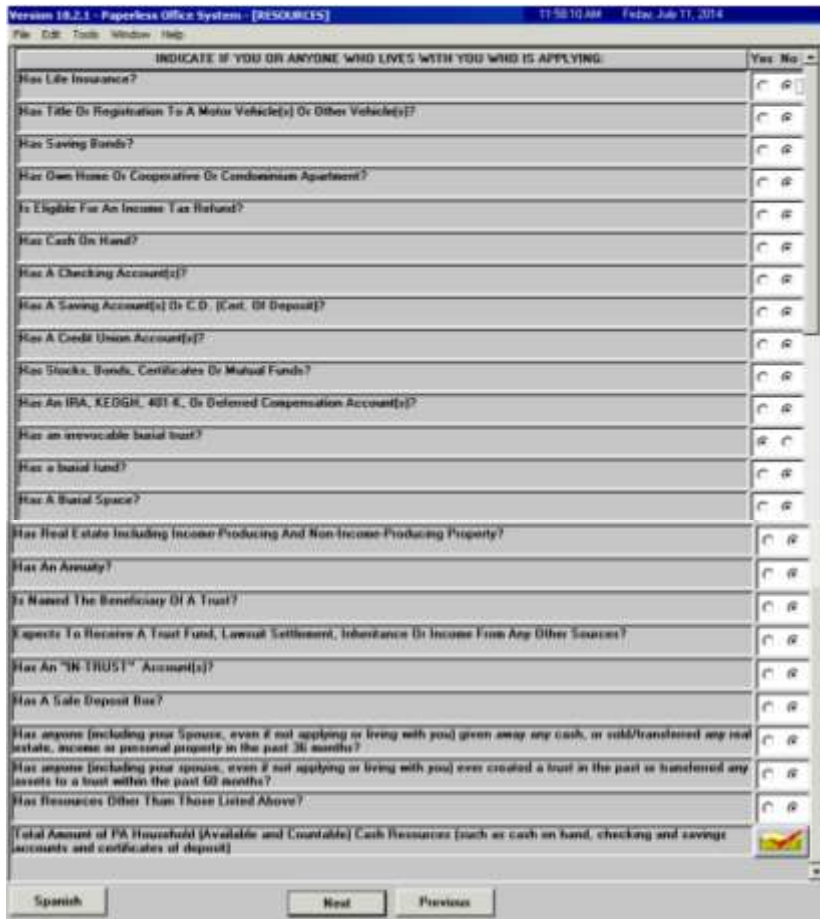 Version 18.2.1 - Paperless Office System - [RESOURCES] 11:58:10 AM Friday, July 11, 2014
File Edit Tools Window Help
INDICATE IF YOU OR ANYONE WHO LIVES WITH YOU WHO IS APPLYING: Yes No
Has Life Insurance?
Has Title Or Registration To A Motor Vehicle(s) Or Other Vehicle(s)?
Has Saving Bonds?
Has Own Home Or Cooperative Or Condominium Apartment?
Is Eligible For An Income Tax Refund?
Has Cash On Hand?
Has A Checking Account(s)?
Has A Saving Account(s) Or C.D. (Cert. Of Deposit)?
Has A Credit Union Account(s)?
Has Stocks, Bonds, Certificates Or Mutual Funds?
Has An IRA, KEOGH, 401-K, Or Deferred Compensation Account(s)?
Has an irrevocable burial trust?
Has a burial fund?
Has A Burial Space?
Has Real Estate Including Income-Producing And Non-Income-Producing Property?
Has An Annuity?
Is Named The Beneficiary Of A Trust?
Expects To Receive A Trust Fund, Lawsuit Settlement, Inheritance Or Income From Any Other Sources?
Has An "IN-TRUST" Account(s)?
Has A Safe Deposit Box?
Has anyone (including your Spouse, even if not applying or living with you) given away any cash, or sold/transferred any real
estate, income or personal property in the past 36 months?
Has anyone (including your spouse, even if not applying or living with you) ever created a trust in the past or transferred any
assets to a trust within the past 60 months?
Has Resources Other Than Those Listed Above?
Total Amount of PA Household (Available and Countable) Cash Resources (such as cash on hand, checking and savings
accounts and certificates of deposit)
Spanish Next Previous